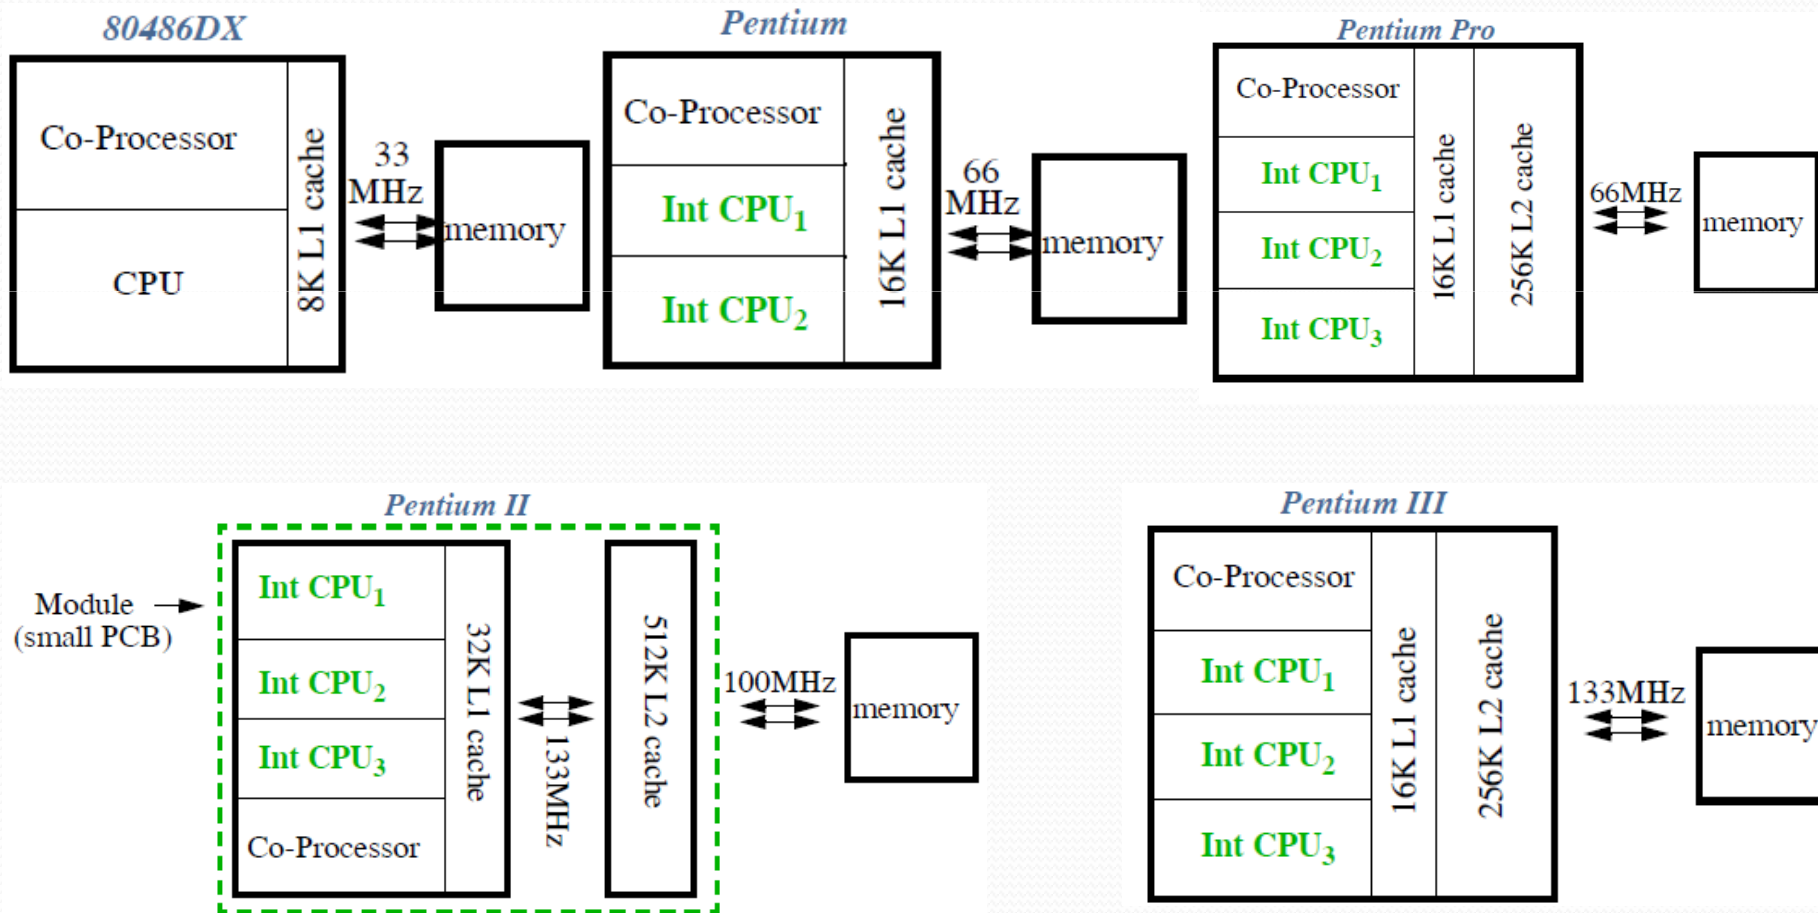 80486DX
Co-Processor
CPU
8K L1 cache
33
MHz
memory
Pentium
Co-Processor
Int CPU1
Int CPU2
16K L1 cache
66
MHz
memory
Pentium Pro
Co-Processor
Int CPU1
Int CPU2
Int CPU3
16K L1 cache
256K L2 cache
66MHz
memory
Pentium II
Module
(small PCB)
Int CPU1
Int CPU2
Int CPU3
Co-Processor
32K L1 cache
133MHz
512K L2 cache
100MHz
memory
Pentium III
Co-Processor
Int CPU1
Int CPU2
Int CPU3
16K L1 cache
256K L2 cache
133MHz
memory